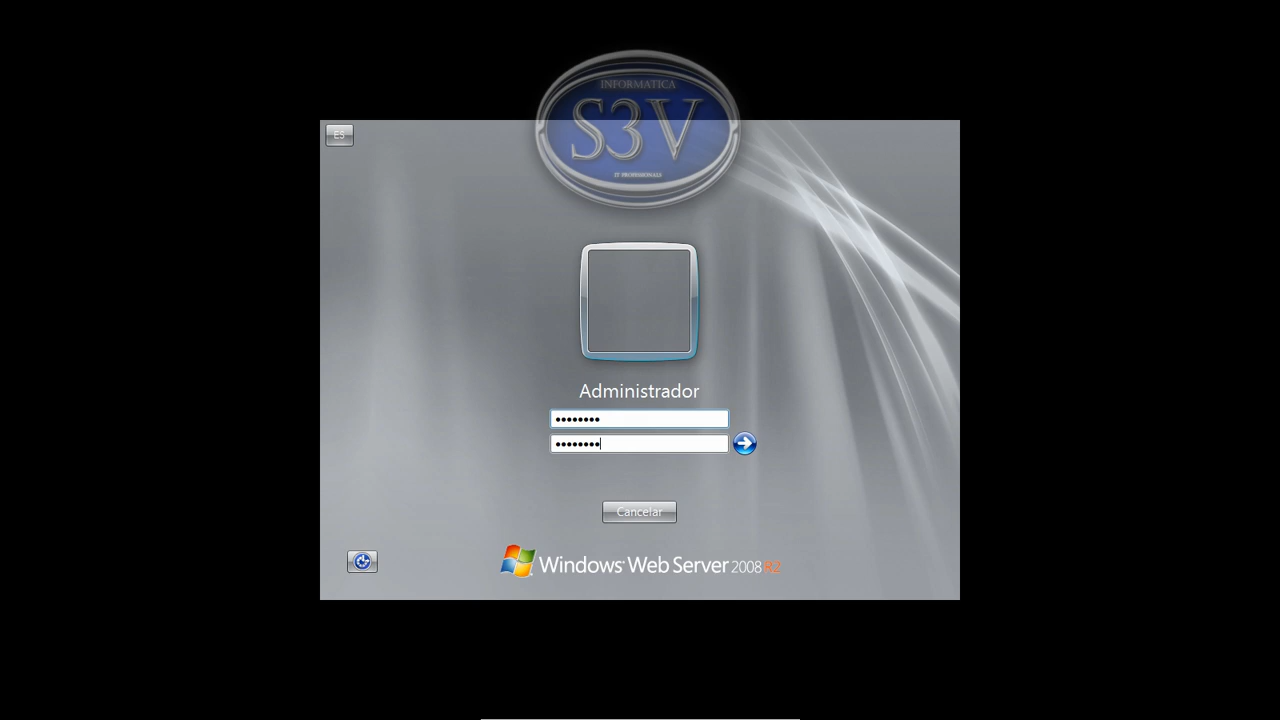 INFORMATICA
S3V
IT PROFESSIONALS
ES
Administrador
Cancelar
Windows Web Server 2008 R2